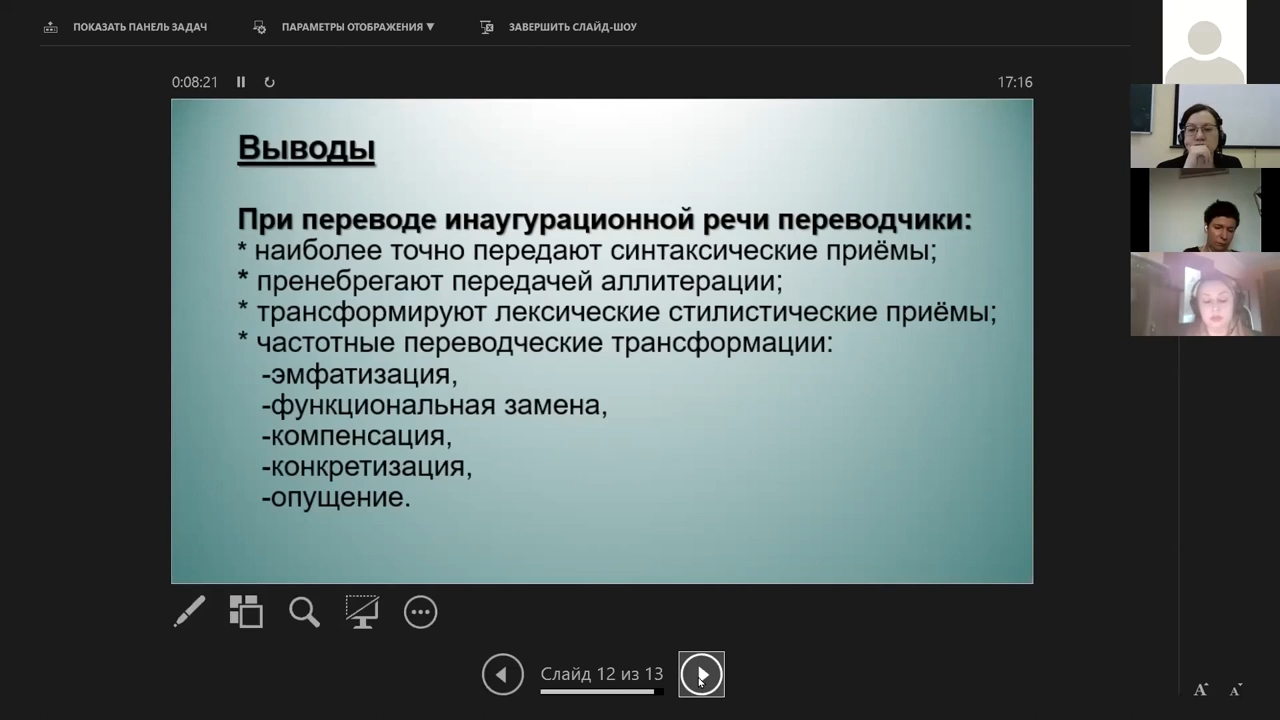 ПОКАЗАТЬ ПАНЕЛЬ ЗАДАЧ ПАРАМЕТРЫ ОТОБРАЖЕНИЯ ▼ ЗАВЕРШИТЬ СЛАЙД-ШОУ
0:08:21 17:16
Выводы
При переводе инаугурационной речи переводчики:
* наиболее точно передают синтаксические приёмы;
* пренебрегают передачей аллитерации;
* трансформируют лексические стилистические приёмы;
* частотные переводческие трансформации:
-эмфатизация,
-функциональная замена,
-компенсация,
-конкретизация,
-опущение.
Слайд 12 из 13
A A